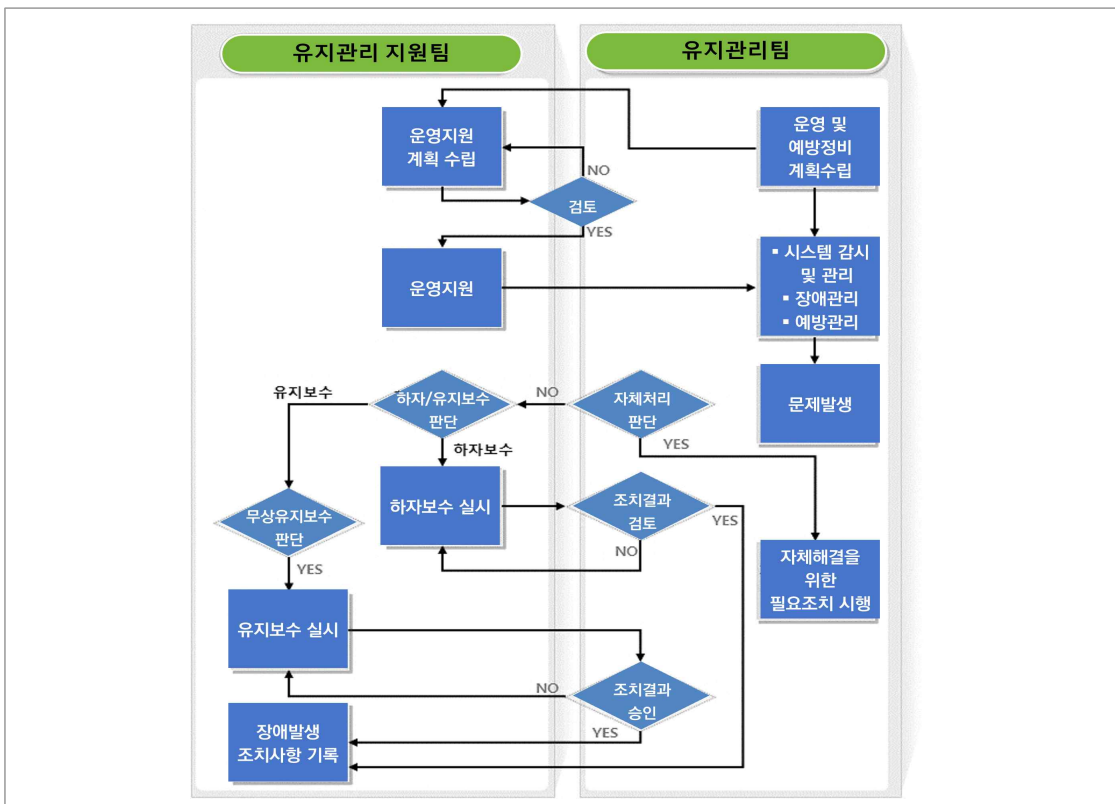 유지관리 지원팀
유지관리팀
운영지원
계획 수립
운영 및
예방정비
계획수립
NO
검토
YES
운영지원
▪ 시스템 감시
및 관리
▪ 장애관리
▪ 예방관리
유지보수
하자/유지보수
판단
NO
자체처리
판단
문제발생
YES
하자보수
하자보수 실시
조치결과
검토
YES
NO
무상유지보수
판단
YES
자체해결을
위한
필요조치 시행
유지보수 실시
NO
조치결과
승인
YES
장애발생
조치사항 기록